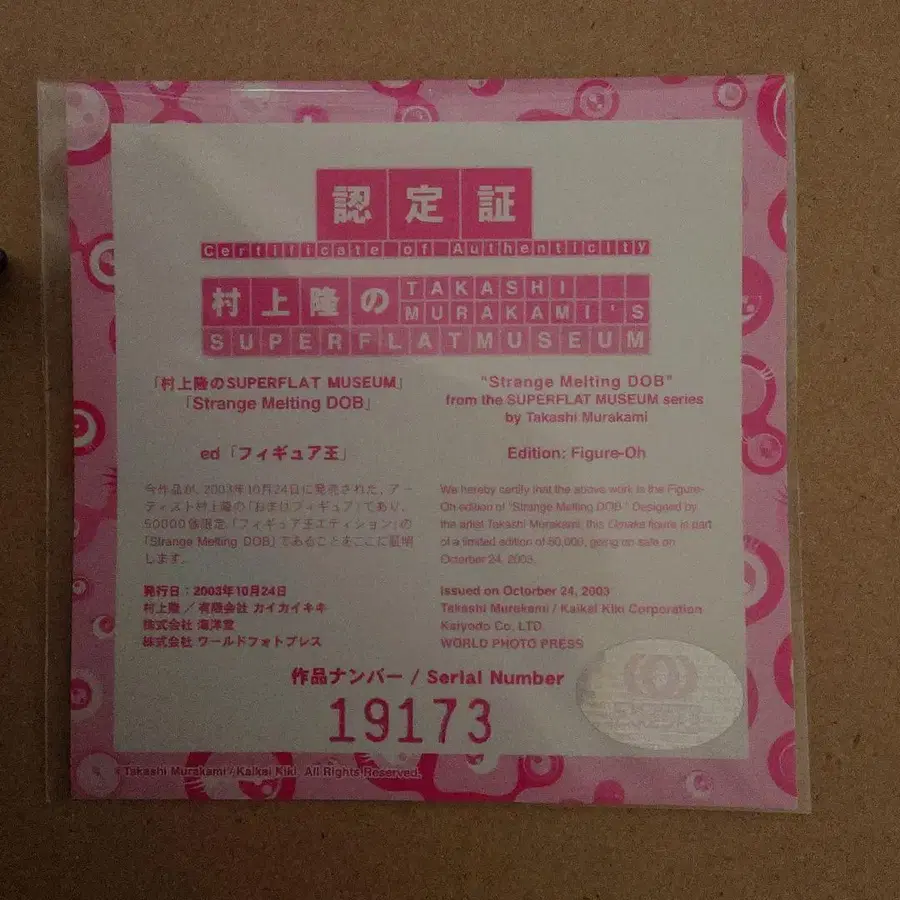 認定証
Certificate of Authenticity
村上隆の
TAKASHI
MURAKAMI'S
SUPERFLATMUSEUM
「村上隆のSUPERFLAT MUSEUM」
「Strange Melting DOB」
ed「フィギュア王」
今作品が、2003年10月24日に発売された、アー
ティスト村上隆の「おまけフィギュア」であり、
50000個限定「フィギュア王エディション」の
「Strange Melting DOB」であることをここに証明
します。
発行日：2003年10月24日
村上隆／有限会社 カイカイキキ
株式会社 海洋堂
株式会社 ワールドフォトプレス
"Strange Melting DOB"
from the SUPERFLAT MUSEUM series
by Takashi Murakami
Edition: Figure-Oh
We hereby certify that the above work is the Figure-
Oh edition of "Strange Melting DOB." Designed by
the artist Takashi Murakami, this Omake figure is part
of a limited edition of 50,000, going on sale on
Octorber 24, 2003.
Issued on Octorber 24, 2003
Takashi Murakami / Kaikai Kiki Corporation
Kaiyodo Co, LTD.
WORLD PHOTO PRESS
作品ナンバー / Serial Number
19173
Takashi Murakami / Kaikai Kiki All Rights Reserved.